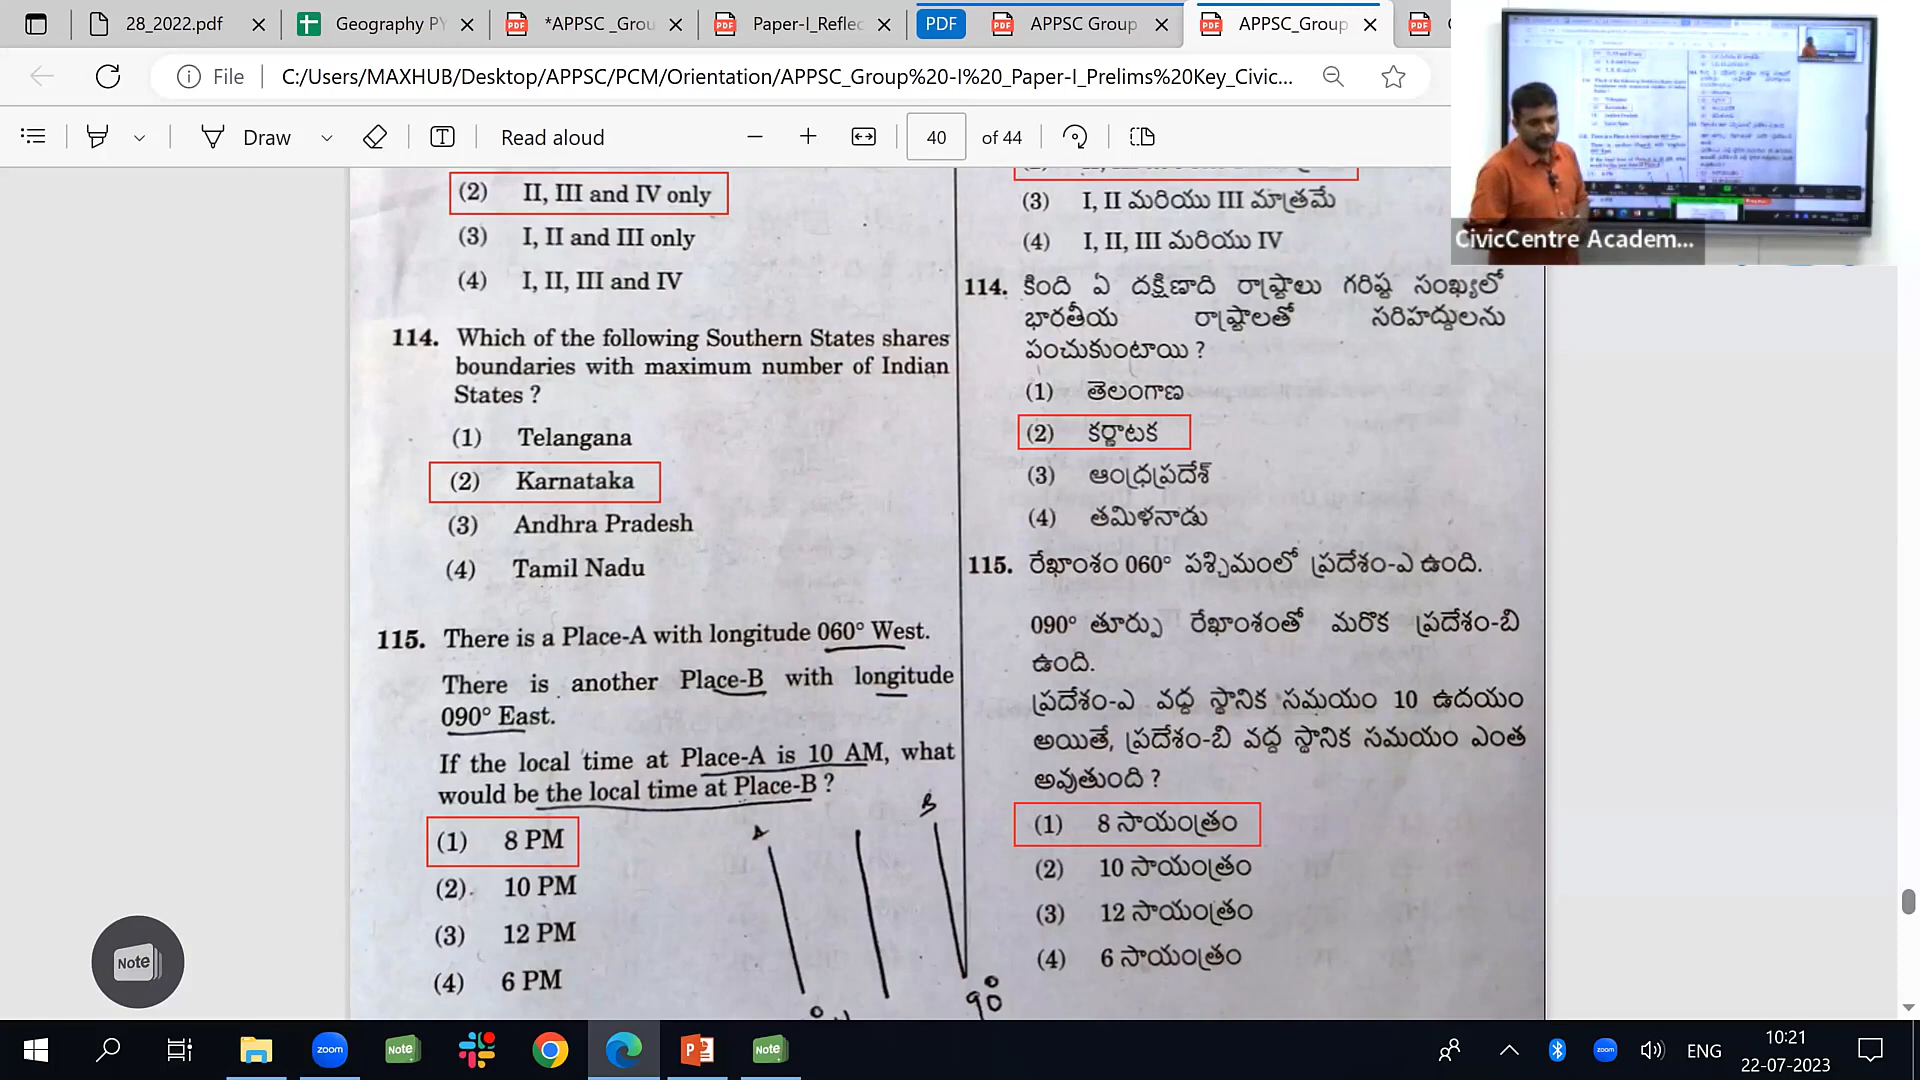 28_2022.pdf
Geography PY
*APPSC _Grou
Paper-I_Reflec
PDF
APPSC Group
APPSC_Group
File
C:/Users/MAXHUB/Desktop/APPSC/PCM/Orientation/APPSC_Group%20-I%20_Paper-I_Prelims%20Key_Civic...
Draw
Read aloud
40
of 44
CivicCentre Academ...
(2) II, III and IV only
(3) I, II and III only
(4) I, II, III and IV
114. Which of the following Southern States shares
boundaries with maximum number of Indian
States ?
(1) Telangana
(2) Karnataka
(3) Andhra Pradesh
(4) Tamil Nadu
115. There is a Place-A with longitude 060° West.
There is another Place-B with longitude
090° East.
If the local time at Place-A is 10 AM, what
would be the local time at Place-B ?
(1) 8 PM
(2) 10 PM
(3) 12 PM
(4) 6 PM
A
B
90°
(3) I, II మరియు III మాత్రమే
(4) I, II, III మరియు IV
114. కింది ఏ దక్షిణాది రాష్ట్రాలు గరిష్ట సంఖ్యలో
భారతీయ రాష్ట్రాలతో సరిహద్దులను
పంచుకుంటాయి ?
(1) తెలంగాణ
(2) కర్ణాటక
(3) ఆంధ్రప్రదేశ్
(4) తమిళనాడు
115. రేఖాంశం 060° పశ్చిమంలో ప్రదేశం-ఎ ఉంది.
090° తూర్పు రేఖాంశంతో మరొక ప్రదేశం-బి
ఉంది.
ప్రదేశం-ఎ వద్ద స్థానిక సమయం 10 ఉదయం
అయితే, ప్రదేశం-బి వద్ద స్థానిక సమయం ఎంత
అవుతుంది ?
(1) 8 సాయంత్రం
(2) 10 సాయంత్రం
(3) 12 సాయంత్రం
(4) 6 సాయంత్రం
Note
zoom
Note
Note
zoom
ENG
10:21
22-07-2023